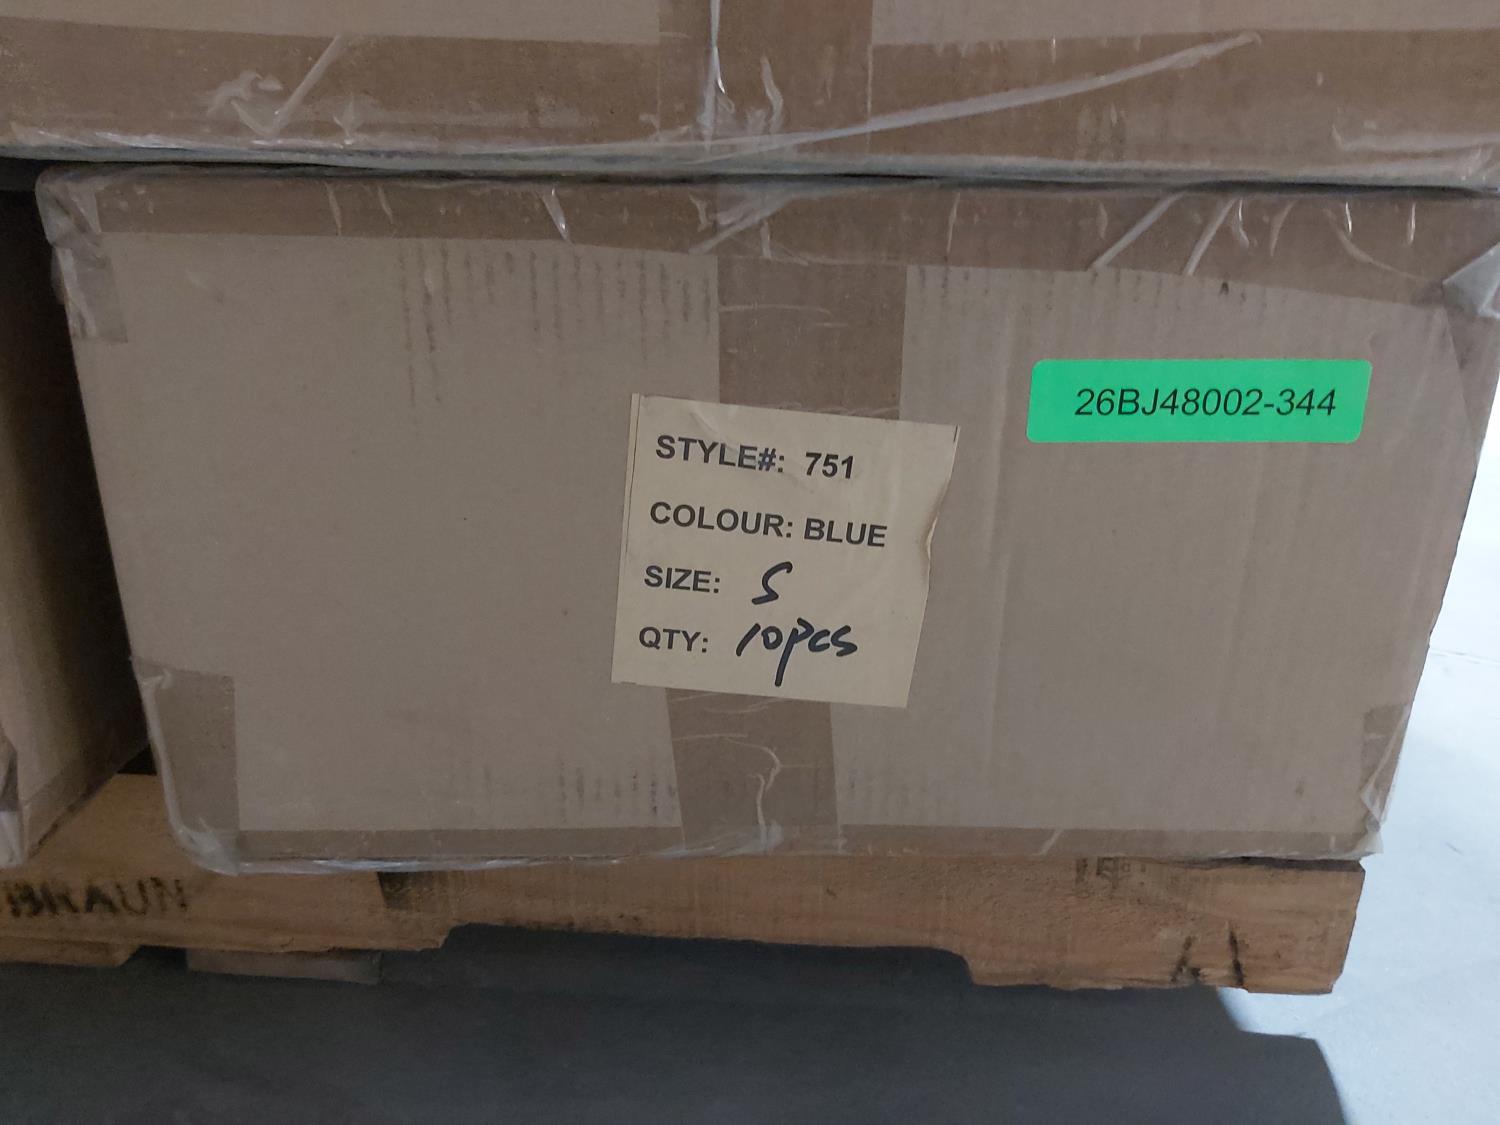 26BJ48002-344
STYLE#: 751
COLOUR: BLUE
SIZE: S
QTY: 10pcs
BRAUN